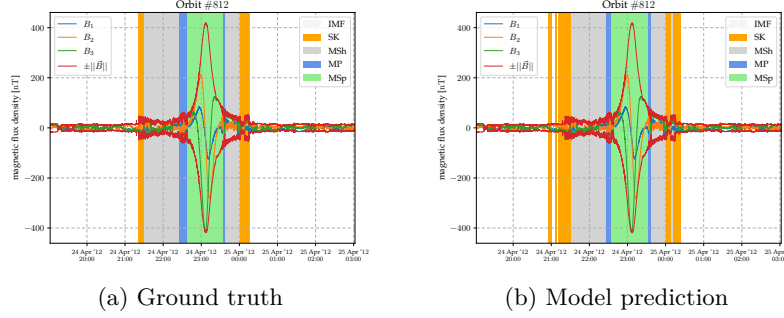 Orbit #812
B₁
B₂
B₃
±||B⃗||
IMF
SK
MSh
MP
MSp
magnetic flux density [nT]
400
200
0
−200
−400
24 Apr '12 20:00
24 Apr '12 21:00
24 Apr '12 22:00
24 Apr '12 23:00
25 Apr '12 00:00
25 Apr '12 01:00
25 Apr '12 02:00
25 Apr '12 03:00
(a) Ground truth
Orbit #812
B₁
B₂
B₃
±||B⃗||
IMF
SK
MSh
MP
MSp
magnetic flux density [nT]
400
200
0
−200
−400
24 Apr '12 20:00
24 Apr '12 21:00
24 Apr '12 22:00
24 Apr '12 23:00
25 Apr '12 00:00
25 Apr '12 01:00
25 Apr '12 02:00
25 Apr '12 03:00
(b) Model prediction